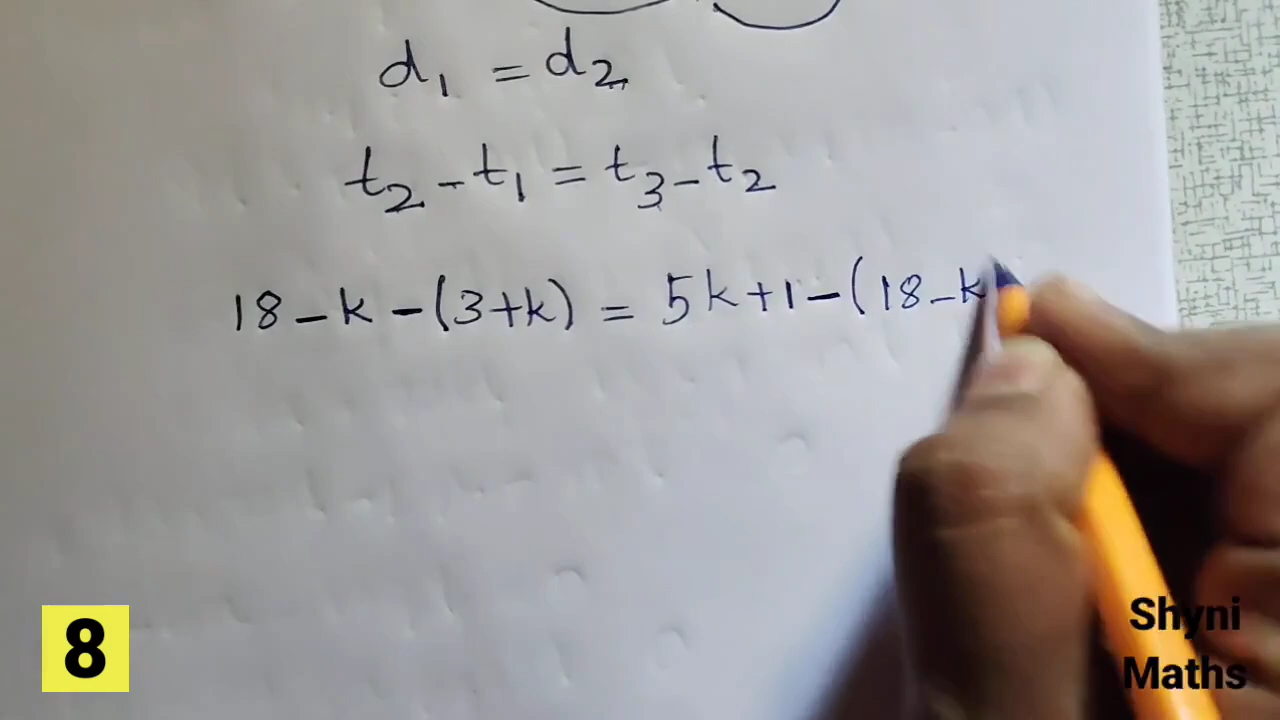 d₁ = d₂
t₂ - t₁ = t₃ - t₂
18 - k - (3+k) = 5k+1 - (18-k)
8
Shyni
Maths